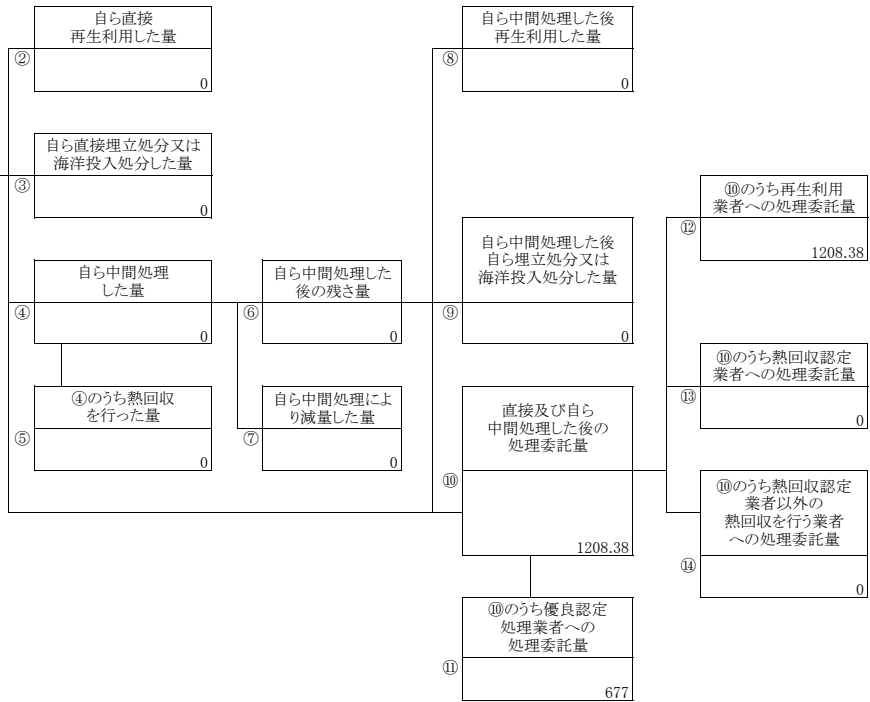 自ら直接
再生利用した量
②
0
自ら直接埋立処分又は
海洋投入処分した量
③
0
自ら中間処理
した量
④
0
④のうち熱回収
を行った量
⑤
0
自ら中間処理した
後の残さ量
⑥
0
自ら中間処理によ
り減量した量
⑦
0
自ら中間処理した後
再生利用した量
⑧
0
自ら中間処理した後
自ら埋立処分又は
海洋投入処分した量
⑨
0
直接及び自ら
中間処理した後の
処理委託量
⑩
1208.38
⑩のうち優良認定
処理業者への
処理委託量
⑪
677
⑩のうち再生利用
業者への処理委託量
⑫
1208.38
⑩のうち熱回収認定
業者への処理委託量
⑬
0
⑩のうち熱回収認定
業者以外の
熱回収を行う業者
への処理委託量
⑭
0